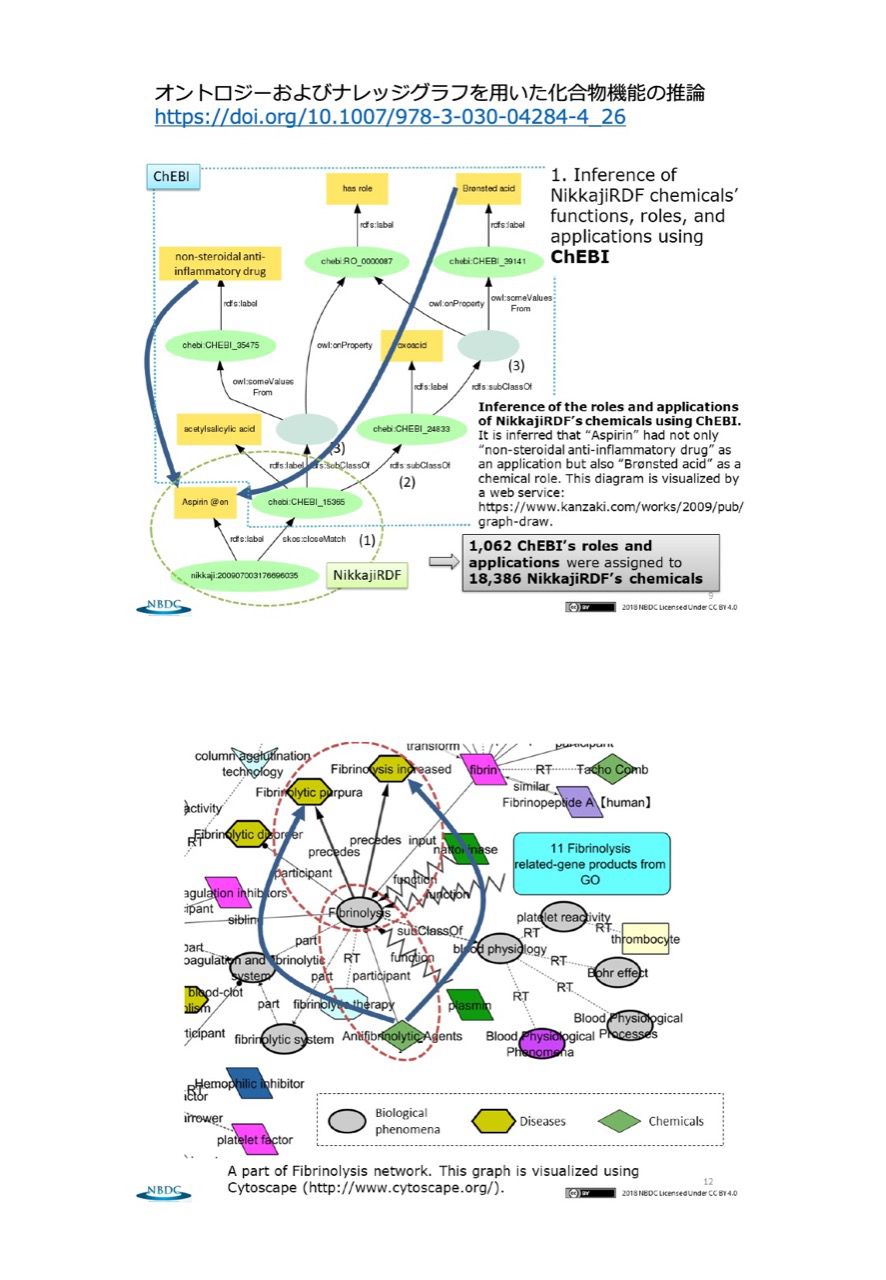 オントロジーおよびナレッジグラフを用いた化合物機能の推論
https://doi.org/10.1007/978-3-030-04284-4_26
ChEBI
has role
Brønsted acid
1. Inference of
NikkajiRDF chemicals'
functions, roles, and
applications using
ChEBI
rdfs:label
rdfs:label
non-steroidal anti-
inflammatory drug
chebi:RO_0000087
chebi:CHEBI_39141
rdfs:label
owl:onProperty
owl:someValues
From
chebi:CHEBI_35475
owl:onProperty
oxoacid
(3)
owl:someValues
From
rdfs:label
rdfs:subClassOf
acetylsalicylic acid
chebi:CHEBI_24833
(3)
rdfs:label
rdfs:subClassOf
rdfs:subClassOf
(2)
Inference of the roles and applications
of NikkajiRDF's chemicals using ChEBI.
It is inferred that "Aspirin" had not only
"non-steroidal anti-inflammatory drug" as
an application but also "Brønsted acid" as a
chemical role. This diagram is visualized by
a web service:
https://www.kanzaki.com/works/2009/pub/
graph-draw.
Aspirin @en
chebi:CHEBI_15365
rdfs:label
skos:closeMatch
(1)
nikkaji:200907003176696035
NikkajiRDF
1,062 ChEBI's roles and
applications were assigned to
18,386 NikkajiRDF's chemicals
9
NBDC
BY
2018 NBDC Licensed Under CC BY 4.0
column agglutination
technology
transform
participant
Fibrinolysis increased
fibrin
RT
Tacho Comb
similar
Fibrinolytic purpura
Fibrinopeptide A【human】
activity
RT
Fibrinolytic disorder
precedes
precedes
input
nattokinase
11 Fibrinolysis
related-gene products from
GO
participant
function
function
agulation inhibitors
cipant
sibling
Fibrinolysis
platelet reactivity
RT
RT
thrombocyte
subClassOf
blood physiology
part
part
RT
function
RT
Bohr effect
oagulation and fibrinolytic
system
part
participant
RT
blood-clot
lism
part
fibrinolytic therapy
plasmin
RT
Blood Physiological
Processes
ticipant
fibrinolytic system
Antifibrinolytic Agents
Blood Physiological
Phenomena
RT
Hemophilic inhibitor
actor
arrower
platelet factor
Biological
phenomena
Diseases
Chemicals
A part of Fibrinolysis network. This graph is visualized using
Cytoscape (http://www.cytoscape.org/).
12
NBDC
BY
2018 NBDC Licensed Under CC BY 4.0